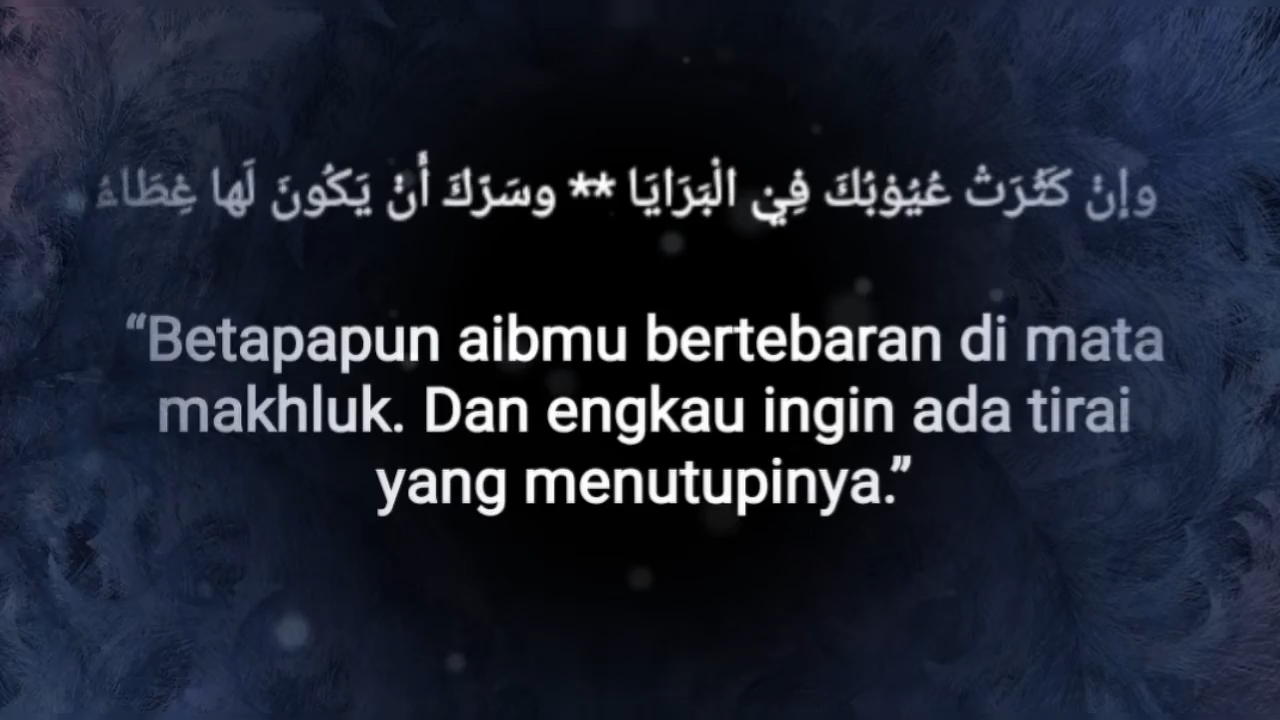 وإنْ كَثُرَتْ عُيُوْبُكَ فِيْ الْبَرَايَا ** وسَرّكَ أَنْ يَكُونَ لَها غِطَاءُ
“Betapapun aibmu bertebaran di mata
makhluk. Dan engkau ingin ada tirai
yang menutupinya.”